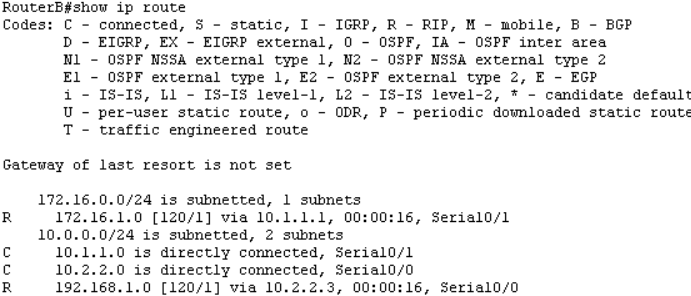 RouterB#show ip route
Codes: C - connected, S - static, I - IGRP, R - RIP, M - mobile, B - BGP
D - EIGRP, EX - EIGRP external, O - OSPF, IA - OSPF inter area
N1 - OSPF NSSA external type 1, N2 - OSPF NSSA external type 2
E1 - OSPF external type 1, E2 - OSPF external type 2, E - EGP
i - IS-IS, L1 - IS-IS level-1, L2 - IS-IS level-2, * - candidate default
U - per-user static route, o - ODR, P - periodic downloaded static route
T - traffic engineered route
Gateway of last resort is not set
172.16.0.0/24 is subnetted, 1 subnets
R 172.16.1.0 [120/1] via 10.1.1.1, 00:00:16, Serial0/1
10.0.0.0/24 is subnetted, 2 subnets
C 10.1.1.0 is directly connected, Serial0/1
C 10.2.2.0 is directly connected, Serial0/0
R 192.168.1.0 [120/1] via 10.2.2.3, 00:00:16, Serial0/0